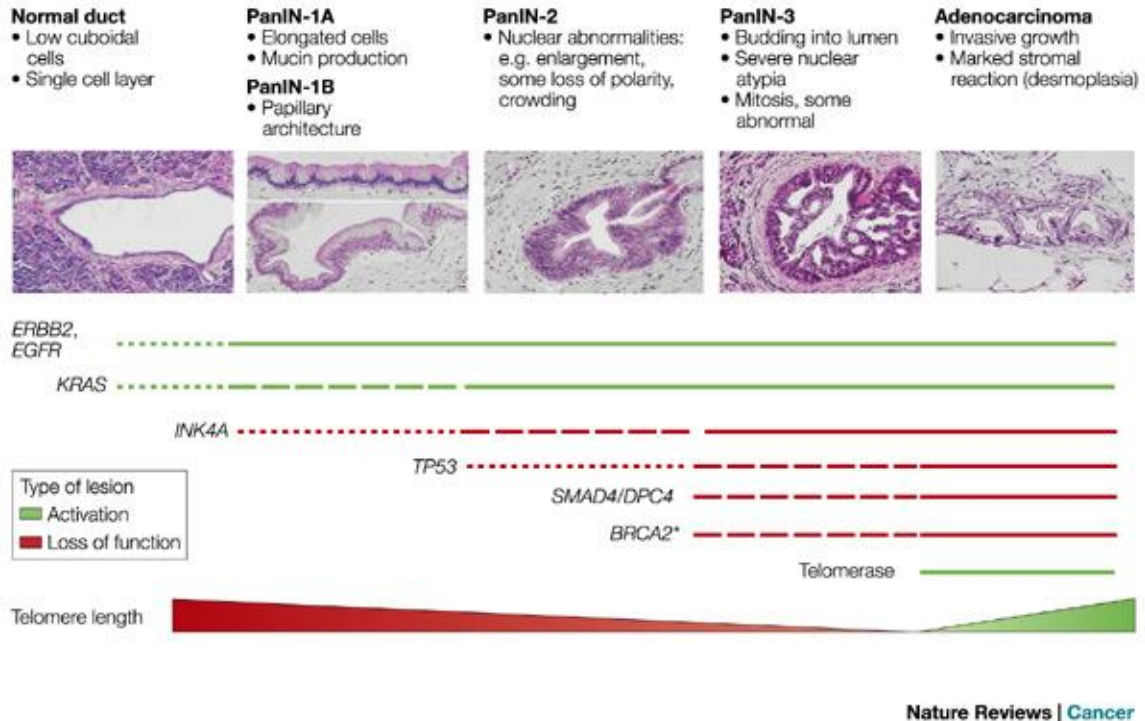 Normal duct
• Low cuboidal
cells
• Single cell layer
PanIN-1A
• Elongated cells
• Mucin production
PanIN-1B
• Papillary
architecture
PanIN-2
• Nuclear abnormalities:
e.g. enlargement,
some loss of polarity,
crowding
PanIN-3
• Budding into lumen
• Severe nuclear
atypia
• Mitosis, some
abnormal
Adenocarcinoma
• Invasive growth
• Marked stromal
reaction (desmoplasia)
ERBB2,
EGFR
KRAS
INK4A
TP53
SMAD4/DPC4
BRCA2*
Telomerase
Type of lesion
Activation
Loss of function
Telomere length
Nature Reviews | Cancer